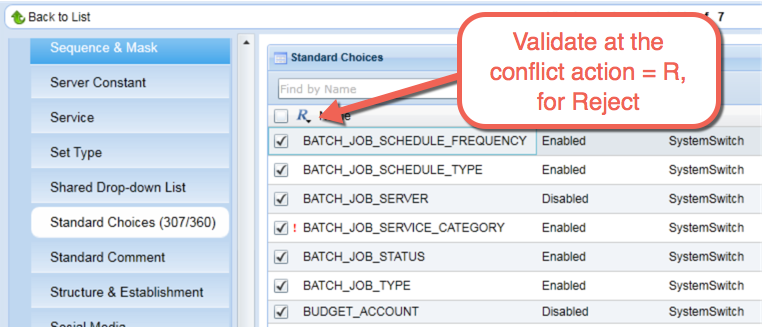 Back to List
7
Sequence & Mask
Server Constant
Service
Set Type
Shared Drop-down List
Standard Choices (307/360)
Standard Comment
Structure & Establishment
Social Media
Standard Choices
Find by Name
R Name
BATCH_JOB_SCHEDULE_FREQUENCY Enabled SystemSwitch
BATCH_JOB_SCHEDULE_TYPE Enabled SystemSwitch
BATCH_JOB_SERVER Disabled SystemSwitch
! BATCH_JOB_SERVICE_CATEGORY Enabled SystemSwitch
BATCH_JOB_STATUS Enabled SystemSwitch
BATCH_JOB_TYPE Enabled SystemSwitch
BUDGET_ACCOUNT Disabled SystemSwitch
Validate at the
conflict action = R,
for Reject